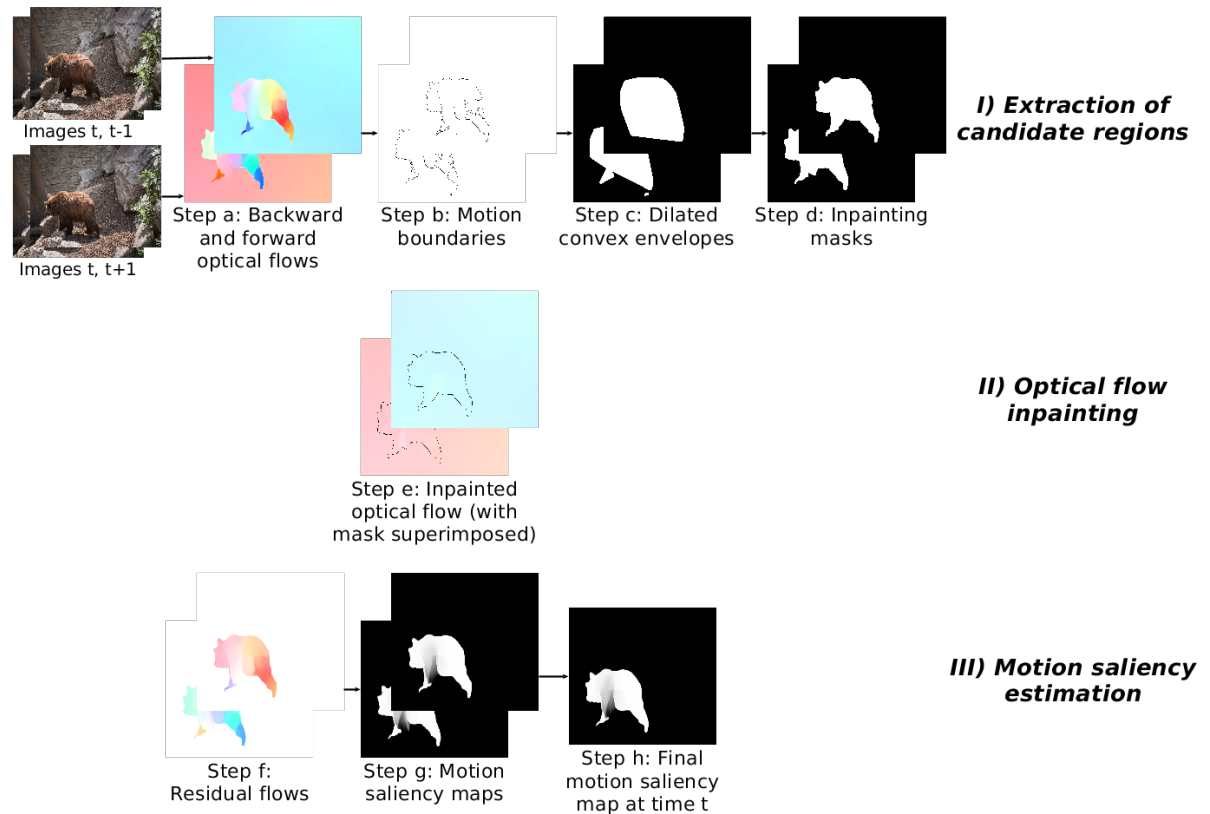 Images t, t-1
Images t, t+1
Step a: Backward
and forward
optical flows
Step b: Motion
boundaries
Step c: Dilated
convex envelopes
Step d: Inpainting
masks
I) Extraction of
candidate regions
Step e: Inpainted
optical flow (with
mask superimposed)
II) Optical flow
inpainting
Step f:
Residual flows
Step g: Motion
saliency maps
Step h: Final
motion saliency
map at time t
III) Motion saliency
estimation